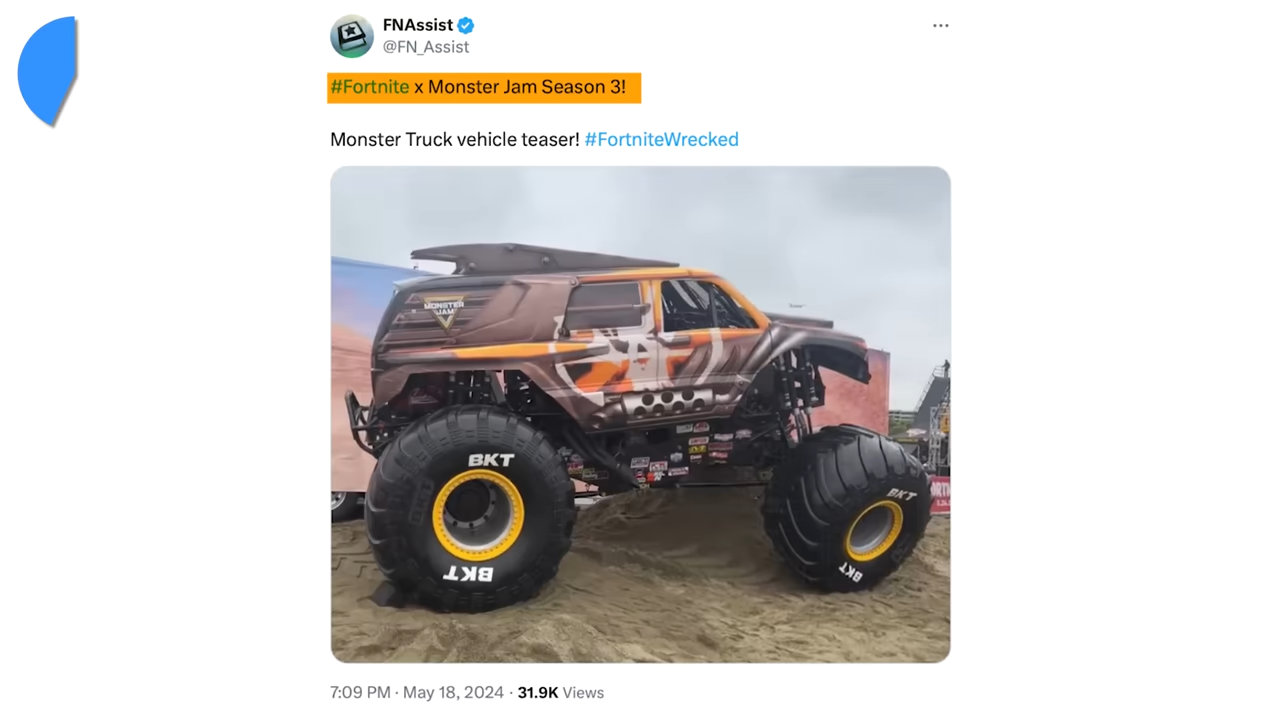 FNAssist
@FN_Assist
#Fortnite x Monster Jam Season 3!
Monster Truck vehicle teaser! #FortniteWrecked
MONSTER
JAM
BKT
BKT
BKT
BKT
7:09 PM · May 18, 2024 · 31.9K Views